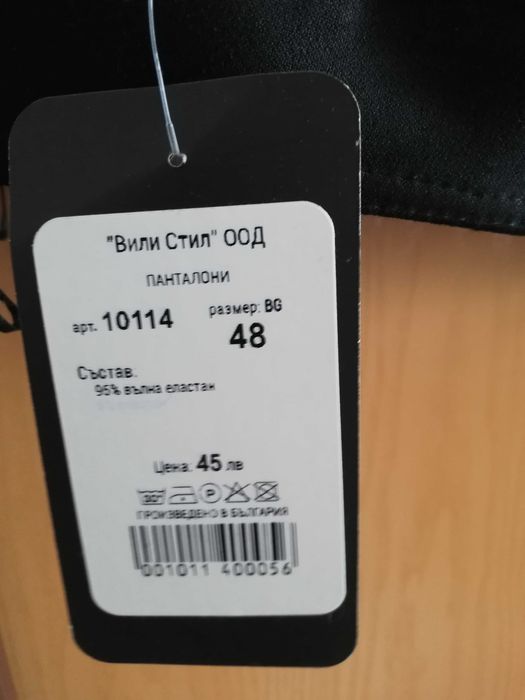 "Вили Стил" ООД
ПАНТАЛОНИ
арт. 10114 размер: BG 48
Състав:
95% вълна еластан
Цена: 45 лв
30° P
ПРОИЗВЕДЕНО В БЪЛГАРИЯ
001011 400056